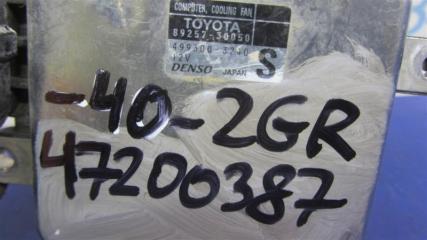 COMPUTER, COOLING FAN
TOYOTA
89257-30050
499300-3240
12V
DENSO JAPAN S
-40-2GR
47200387